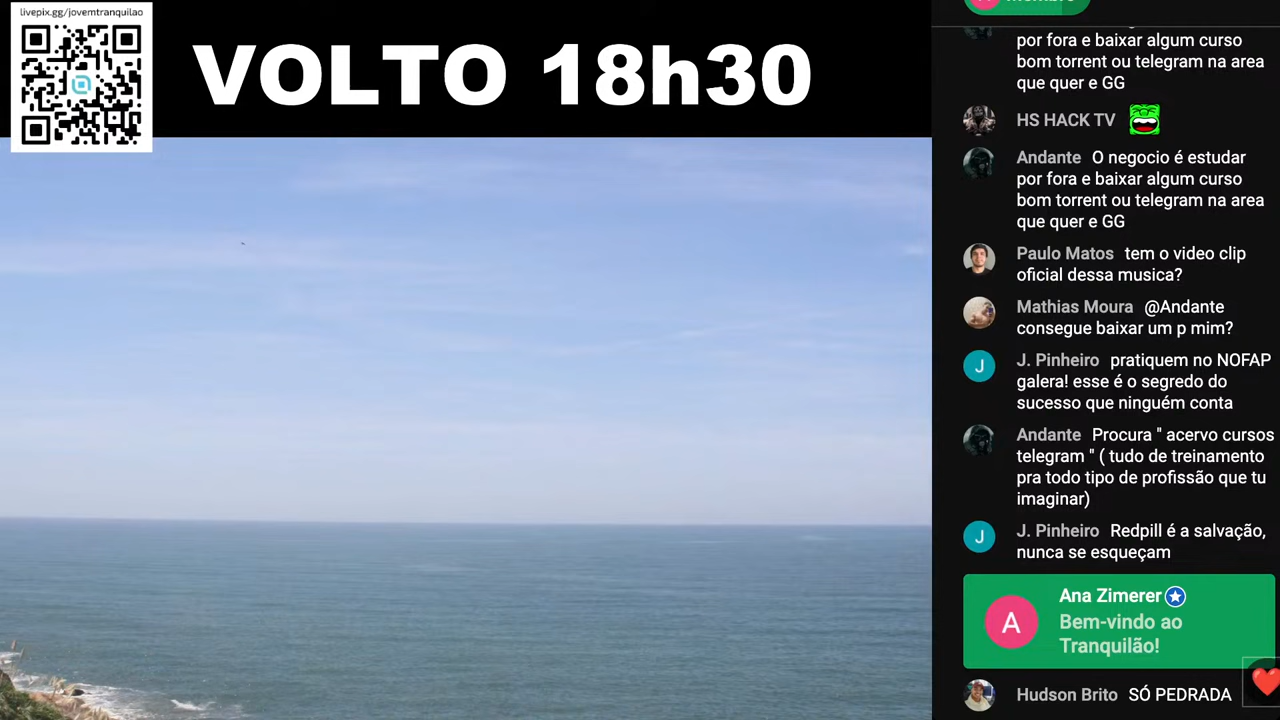 livepix.gg/jovemtranquilao
VOLTO 18h30
por fora e baixar algum curso
bom torrent ou telegram na area
que quer e GG
HS HACK TV
Andante O negocio é estudar
por fora e baixar algum curso
bom torrent ou telegram na area
que quer e GG
Paulo Matos tem o video clip
oficial dessa musica?
Mathias Moura @Andante
consegue baixar um p mim?
J. Pinheiro pratiquem no NOFAP
galera! esse é o segredo do
sucesso que ninguém conta
Andante Procura " acervo cursos
telegram " ( tudo de treinamento
pra todo tipo de profissão que tu
imaginar)
J. Pinheiro Redpill é a salvação,
nunca se esqueçam
A
Ana Zimerer
Bem-vindo ao
Tranquilão!
Hudson Brito SÓ PEDRADA